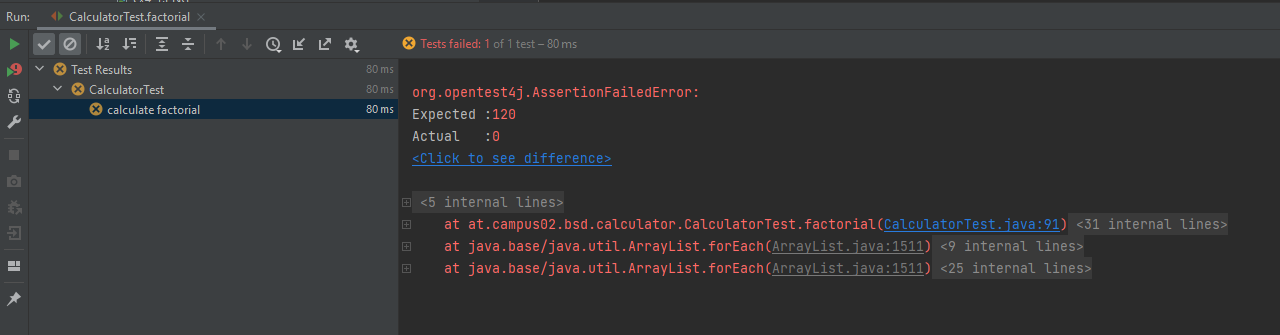 Run: CalculatorTest.factorial
Tests failed: 1 of 1 test – 80 ms
Test Results 80 ms
CalculatorTest 80 ms
calculate factorial 80 ms
org.opentest4j.AssertionFailedError:
Expected :120
Actual :0
<Click to see difference>
<5 internal lines>
at at.campus02.bsd.calculator.CalculatorTest.factorial(CalculatorTest.java:91) <31 internal lines>
at java.base/java.util.ArrayList.forEach(ArrayList.java:1511) <9 internal lines>
at java.base/java.util.ArrayList.forEach(ArrayList.java:1511) <25 internal lines>